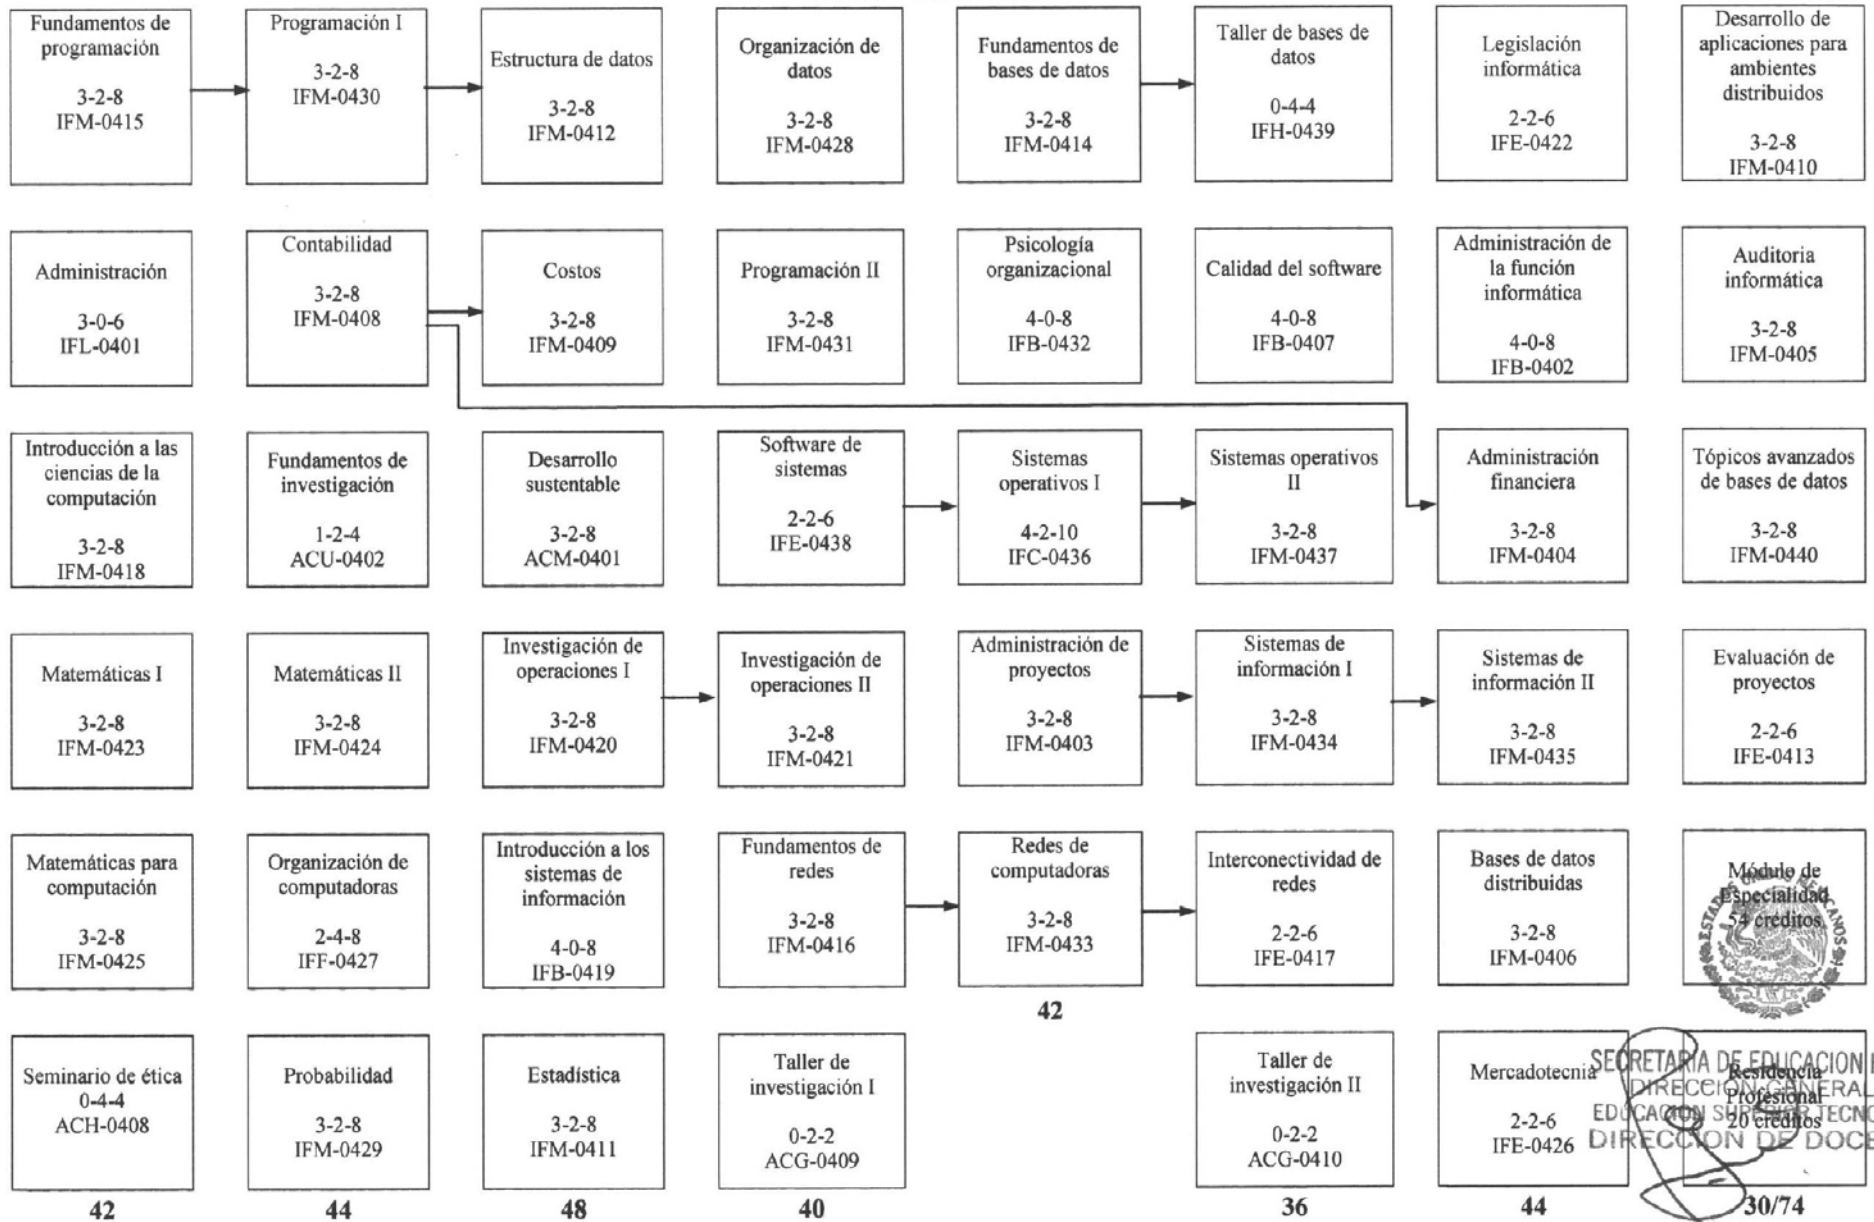 Fundamentos de
programación
3-2-8
IFM-0415
Programación I
3-2-8
IFM-0430
Estructura de datos
3-2-8
IFM-0412
Organización de
datos
3-2-8
IFM-0428
Fundamentos de
bases de datos
3-2-8
IFM-0414
Taller de bases de
datos
0-4-4
IFH-0439
Legislación
informática
2-2-6
IFE-0422
Desarrollo de
aplicaciones para
ambientes
distribuidos
3-2-8
IFM-0410
Administración
3-0-6
IFL-0401
Contabilidad
3-2-8
IFM-0408
Costos
3-2-8
IFM-0409
Programación II
3-2-8
IFM-0431
Psicología
organizacional
4-0-8
IFB-0432
Calidad del software
4-0-8
IFB-0407
Administración de
la función
informática
4-0-8
IFB-0402
Auditoria
informática
3-2-8
IFM-0405
Introducción a las
ciencias de la
computación
3-2-8
IFM-0418
Fundamentos de
investigación
1-2-4
ACU-0402
Desarrollo
sustentable
3-2-8
ACM-0401
Software de
sistemas
2-2-6
IFE-0438
Sistemas
operativos I
4-2-10
IFC-0436
Sistemas operativos
II
3-2-8
IFM-0437
Administración
financiera
3-2-8
IFM-0404
Tópicos avanzados
de bases de datos
3-2-8
IFM-0440
Matemáticas I
3-2-8
IFM-0423
Matemáticas II
3-2-8
IFM-0424
Investigación de
operaciones I
3-2-8
IFM-0420
Investigación de
operaciones II
3-2-8
IFM-0421
Administración de
proyectos
3-2-8
IFM-0403
Sistemas de
información I
3-2-8
IFM-0434
Sistemas de
información II
3-2-8
IFM-0435
Evaluación de
proyectos
2-2-6
IFE-0413
Matemáticas para
computación
3-2-8
IFM-0425
Organización de
computadoras
2-4-8
IFF-0427
Introducción a los
sistemas de
información
4-0-8
IFB-0419
Fundamentos de
redes
3-2-8
IFM-0416
Redes de
computadoras
3-2-8
IFM-0433
42
Interconectividad de
redes
2-2-6
IFE-0417
Bases de datos
distribuidas
3-2-8
IFM-0406
Módulo de
Especialidad
54 créditos
ESTADOS UNIDOS MEXICANOS
Seminario de ética
0-4-4
ACH-0408
Probabilidad
3-2-8
IFM-0429
Estadística
3-2-8
IFM-0411
Taller de
investigación I
0-2-2
ACG-0409
Taller de
investigación II
0-2-2
ACG-0410
Mercadotecnia
2-2-6
IFE-0426
Residencia
Profesional
20 créditos
SECRETARIA DE EDUCACION
DIRECCION GENERAL
EDUCACION SUPERIOR
DIRECCION DE
42
44
48
40
36
44
30/74